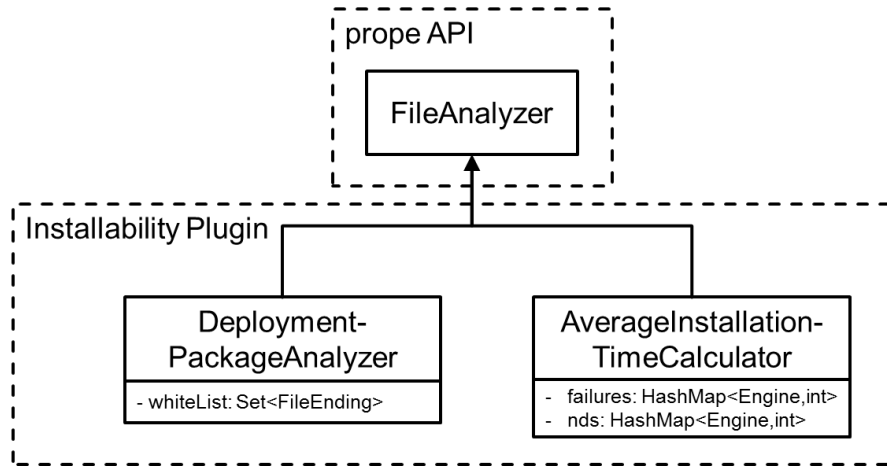 prope API
FileAnalyzer
Installability Plugin
Deployment-
PackageAnalyzer
- whiteList: Set<FileEnding>
AverageInstallation-
TimeCalculator
- failures: HashMap<Engine,int>
- nds: HashMap<Engine,int>